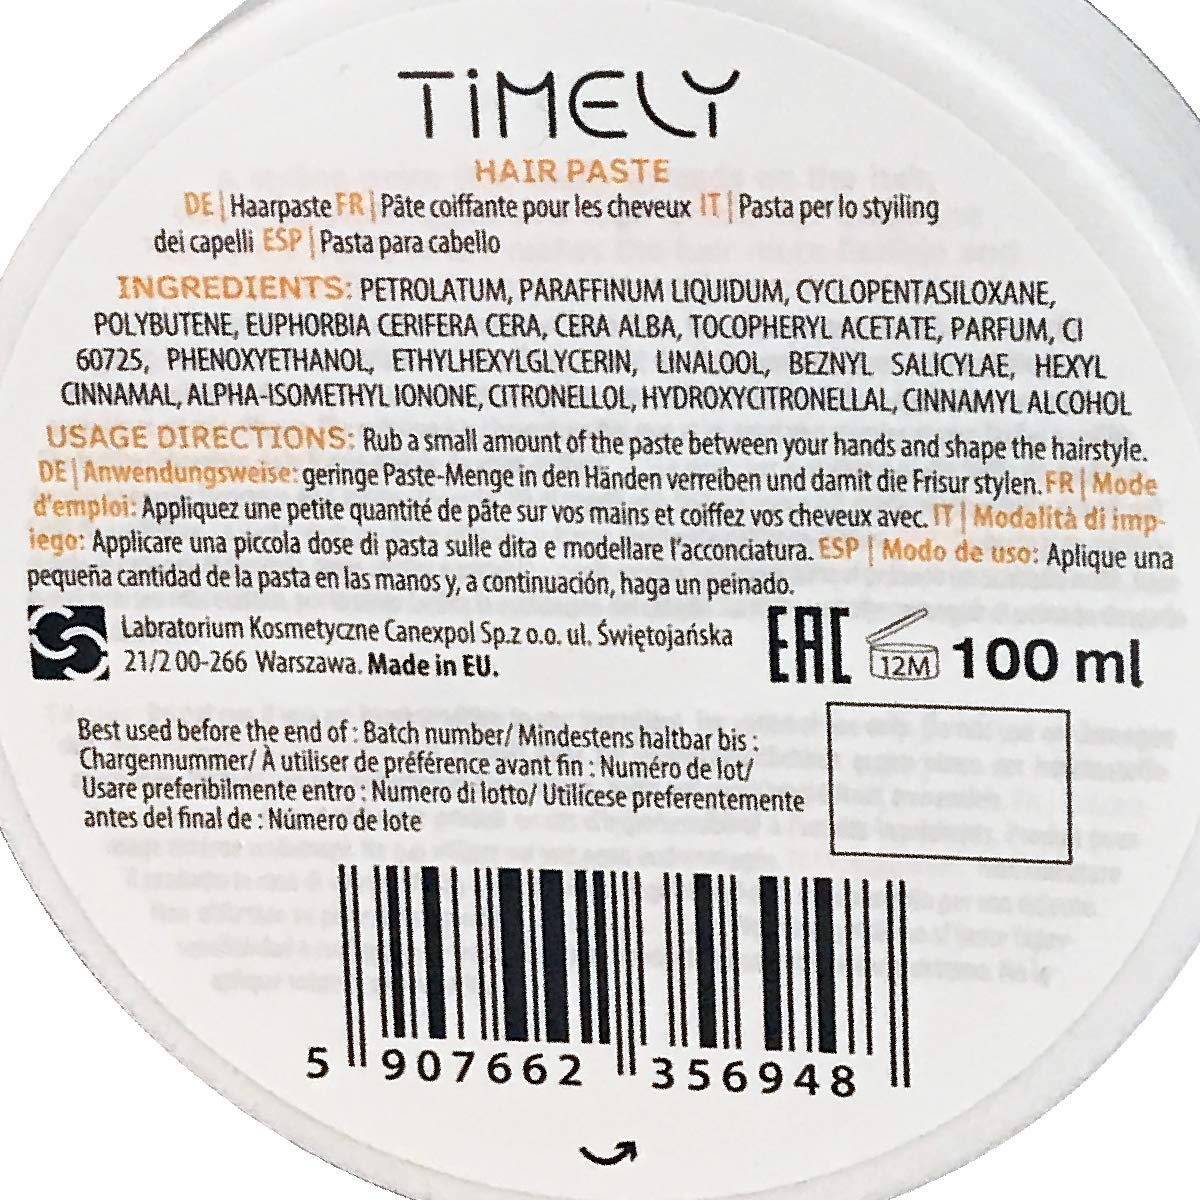 TiMELY
HAIR PASTE
DE | Haarpaste FR | Pâte coiffante pour les cheveux IT | Pasta per lo styiling
dei capelli ESP | Pasta para cabello
INGREDIENTS: PETROLATUM, PARAFFINUM LIQUIDUM, CYCLOPENTASILOXANE,
POLYBUTENE, EUPHORBIA CERIFERA CERA, CERA ALBA, TOCOPHERYL ACETATE, PARFUM, CI
60725, PHENOXYETHANOL, ETHYLHEXYLGLYCERIN, LINALOOL, BEZNYL SALICYLAE, HEXYL
CINNAMAL, ALPHA-ISOMETHYL IONONE, CITRONELLOL, HYDROXYCITRONELLAL, CINNAMYL ALCOHOL
USAGE DIRECTIONS: Rub a small amount of the paste between your hands and shape the hairstyle.
DE | Anwendungsweise: geringe Paste-Menge in den Händen verreiben und damit die Frisur stylen. FR | Mode
d'emploi: Appliquez une petite quantité de pâte sur vos mains et coiffez vos cheveux avec. IT | Modalità di imp-
iego: Applicare una piccola dose di pasta sulle dita e modellare l'acconciatura. ESP | Modo de uso: Aplique una
pequeña cantidad de la pasta en las manos y, a continuación, haga un peinado.
Labratorium Kosmetyczne Canexpol Sp.z o.o. ul. Świętojańska
21/2 00-266 Warszawa. Made in EU.
EAC 12M 100 ml
Best used before the end of : Batch number/ Mindestens haltbar bis :
Chargennummer/ À utiliser de préférence avant fin : Numéro de lot/
Usare preferibilmente entro : Numero di lotto/ Utilícese preferentemente
antes del final de : Número de lote
5 907662 356948